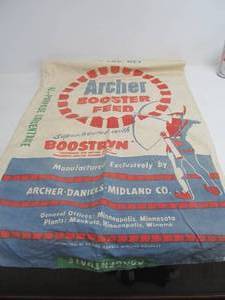 Archer
BOOSTER
FEED
Supercharged with
BOOSTRYN
Manufactured Exclusively by
ARCHER-DANIELS-MIDLAND CO.
General Offices: Minneapolis, Minnesota
Plants: Mankato, Minneapolis, Winona